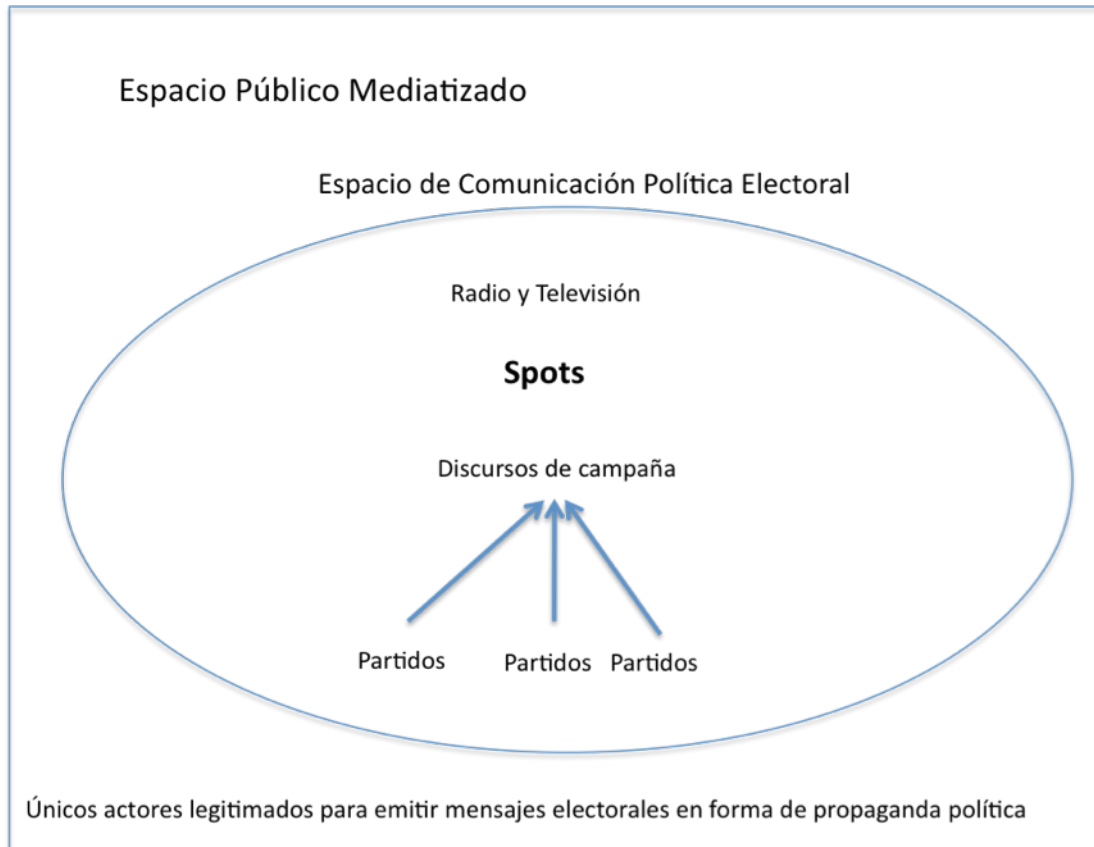 Espacio Público Mediatizado
Espacio de Comunicación Política Electoral
Radio y Televisión
Spots
Discursos de campaña
Partidos Partidos Partidos
Únicos actores legitimados para emitir mensajes electorales en forma de propaganda política